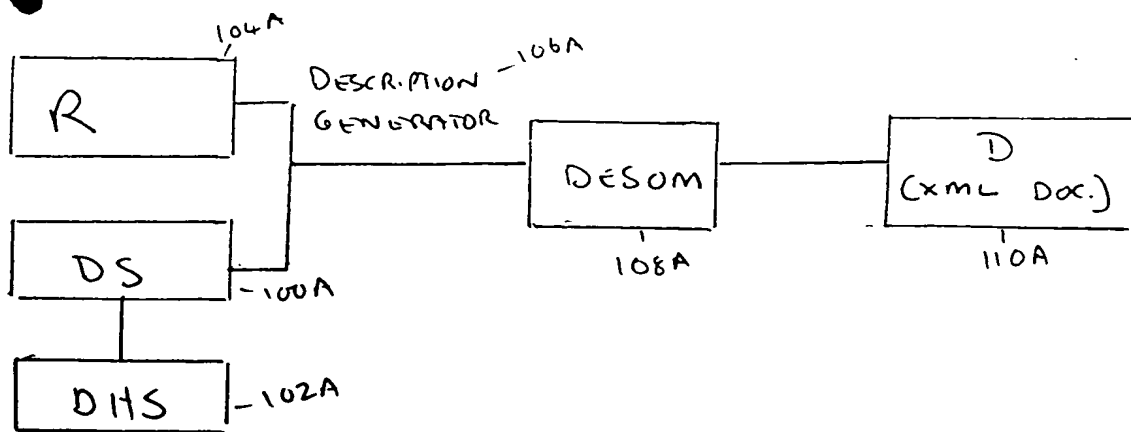 104A
R
DESCRIPTION -106A
GENERATOR
DESOM
108A
D
(XML DOC.)
110A
DS
-100A
DHS
-102A